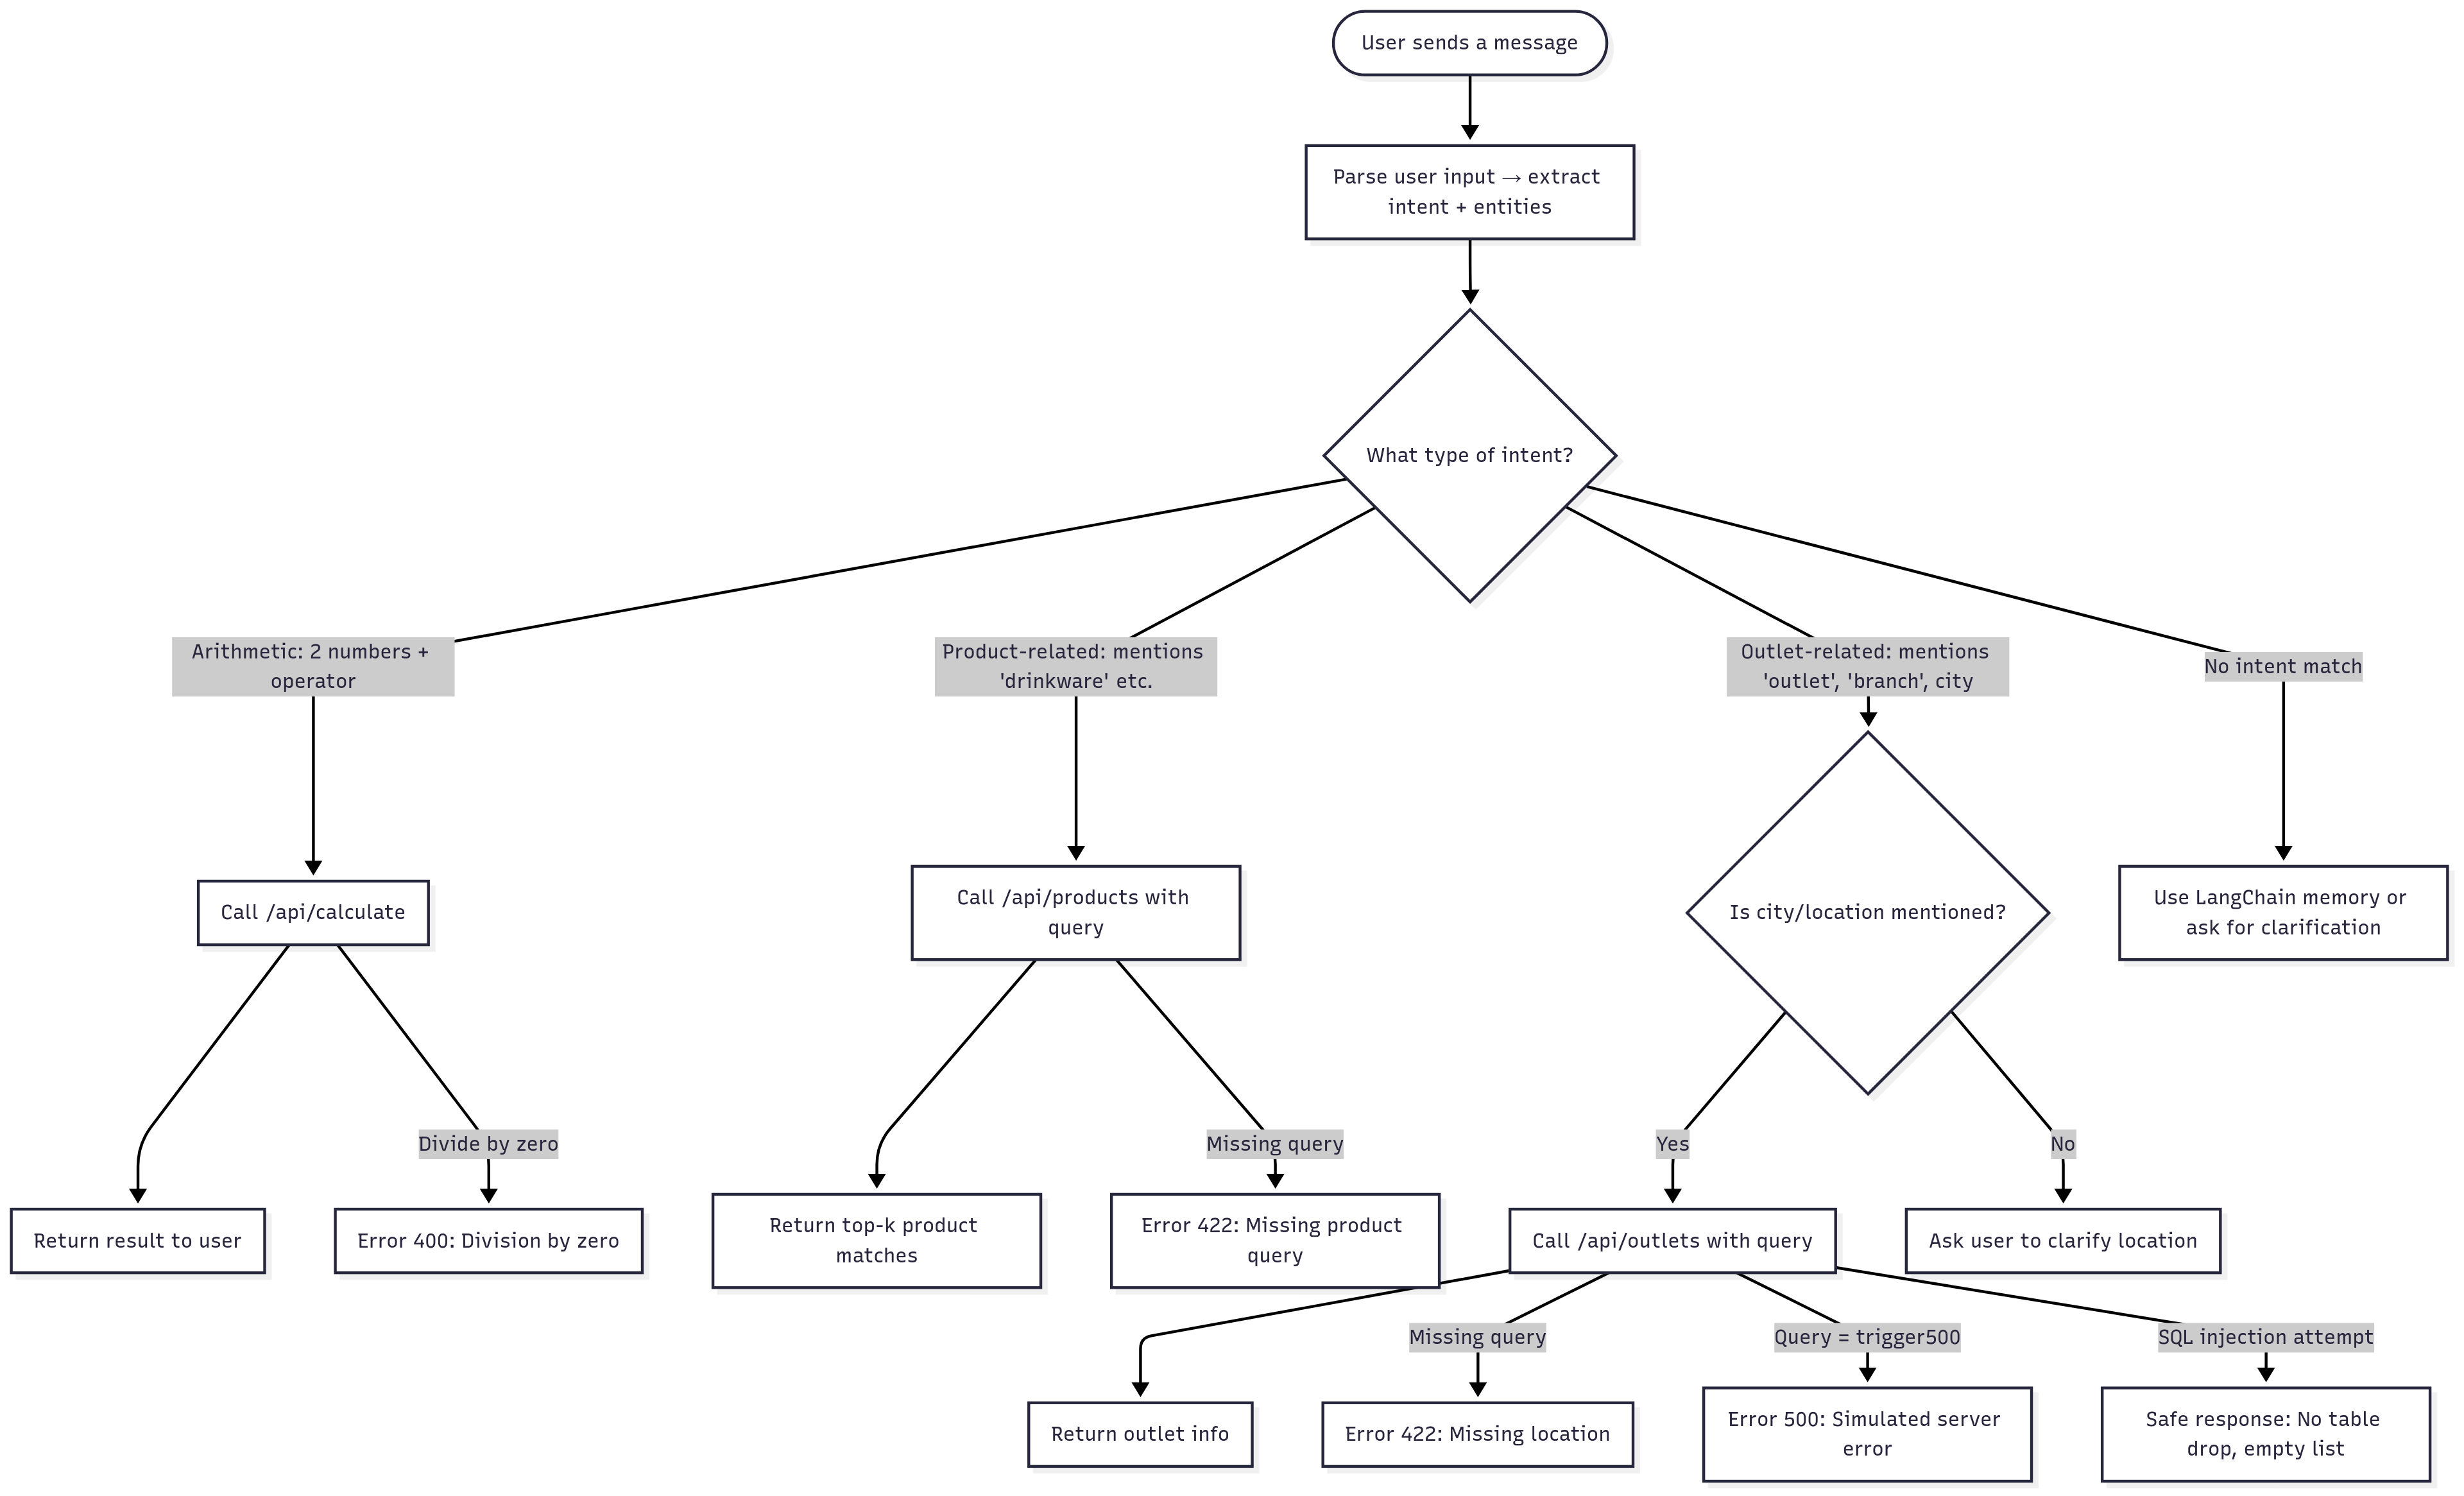 User sends a message
Parse user input → extract
intent + entities
What type of intent?
Arithmetic: 2 numbers +
operator
Product-related: mentions
'drinkware' etc.
Outlet-related: mentions
'outlet', 'branch', city
No intent match
Call /api/calculate
Call /api/products with
query
Is city/location mentioned?
Use LangChain memory or
ask for clarification
Divide by zero
Missing query
Yes
No
Return result to user
Error 400: Division by zero
Return top-k product
matches
Error 422: Missing product
query
Call /api/outlets with query
Ask user to clarify location
Missing query
Query = trigger500
SQL injection attempt
Return outlet info
Error 422: Missing location
Error 500: Simulated server
error
Safe response: No table
drop, empty list